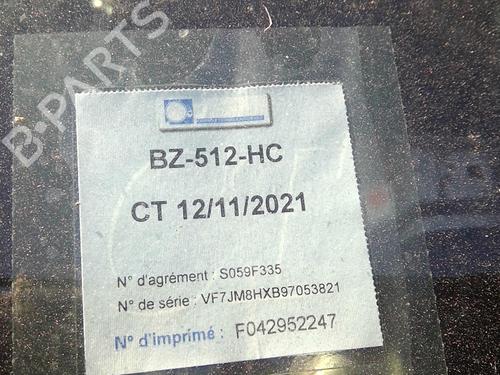 B-PARTS
BZ-512-HC
CT 12/11/2021
N° d'agrément : S059F335
N° de série : VF7JM8HXB97053821
N° d'imprimé : F042952247